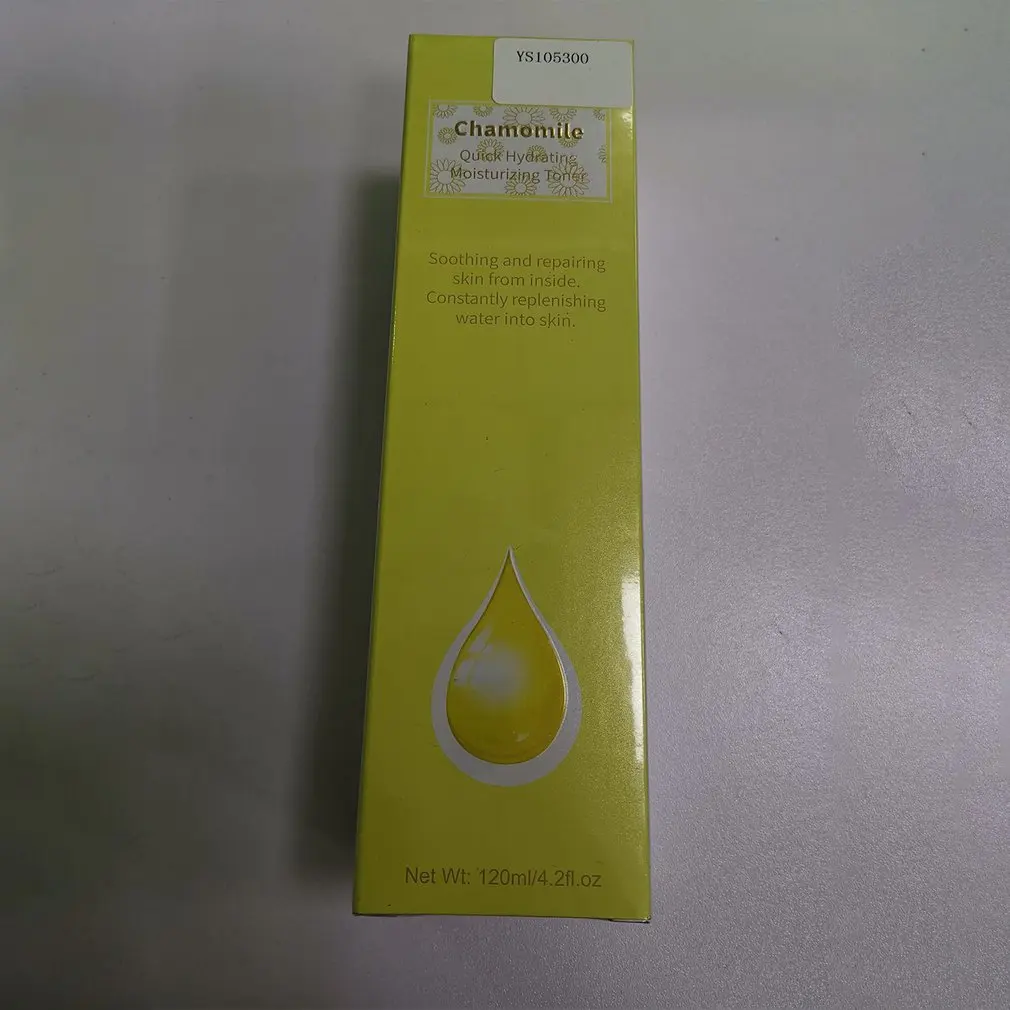 YS105300
Chamomile
Quick Hydrating
Moisturizing Toner
Soothing and repairing
skin from inside.
Constantly replenishing
water into skin.
Net Wt: 120ml/4.2fl.oz